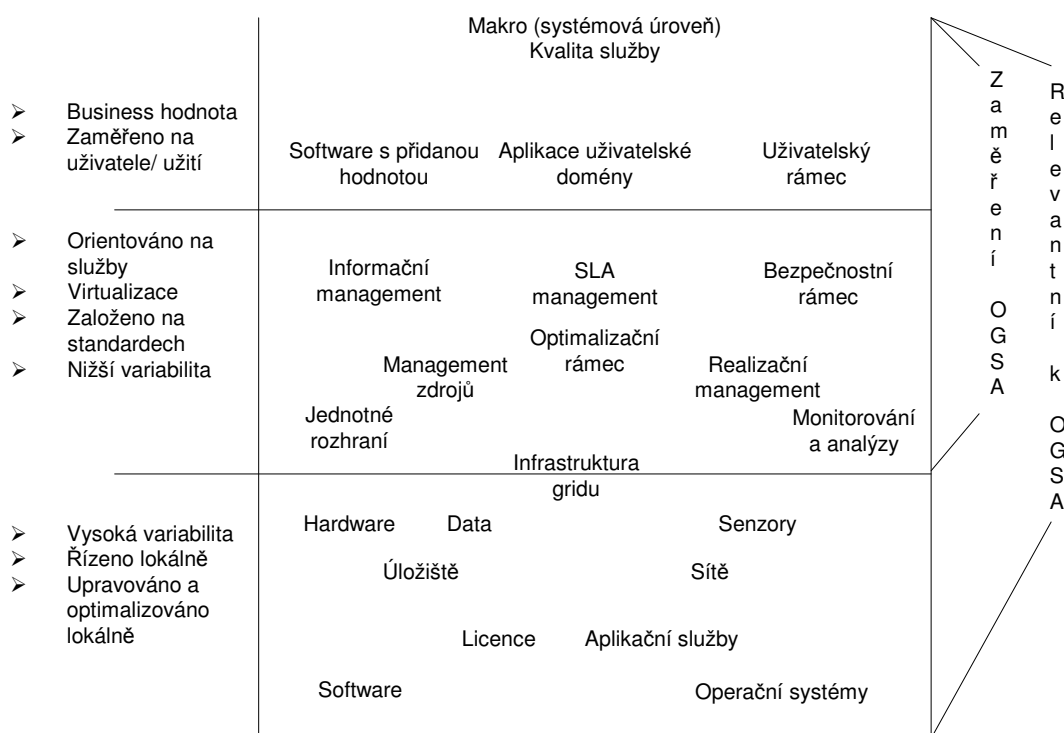 Makro (systémová úroveň)
Kvalita služby
➢ Business hodnota
➢ Zaměřeno na
uživatele/ užití
Software s přidanou
hodnotou
Aplikace uživatelské
domény
Uživatelský
rámec
➢ Orientováno na
služby
➢ Virtualizace
➢ Založeno na
standardech
➢ Nižší variabilita
Informační
management
SLA
management
Bezpečnostní
rámec
Optimalizační
rámec
Management
zdrojů
Realizační
management
Jednotné
rozhraní
Monitorování
a analýzy
Infrastruktura
gridu
➢ Vysoká variabilita
➢ Řízeno lokálně
➢ Upravováno a
optimalizováno
lokálně
Hardware
Data
Senzory
Úložiště
Sítě
Licence
Aplikační služby
Software
Operační systémy
Zaměření OGSA
Relevantní k OGSA